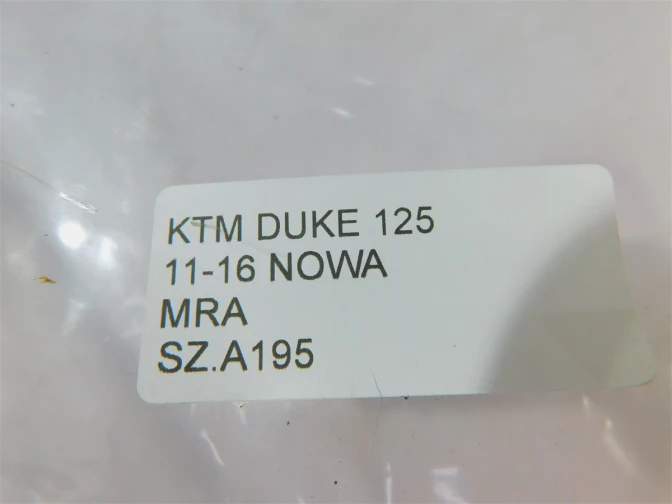 KTM DUKE 125
11-16 NOWA
MRA
SZ.A195